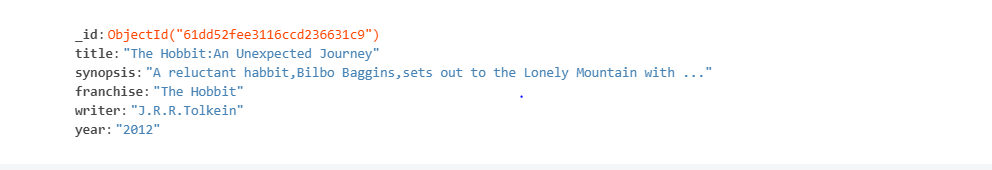 _id: ObjectId("61dd52fee3116ccd236631c9")
title: "The Hobbit:An Unexpected Journey"
synopsis: "A reluctant habbit,Bilbo Baggins,sets out to the Lonely Mountain with ..."
franchise: "The Hobbit"
writer: "J.R.R.Tolkein"
year: "2012"